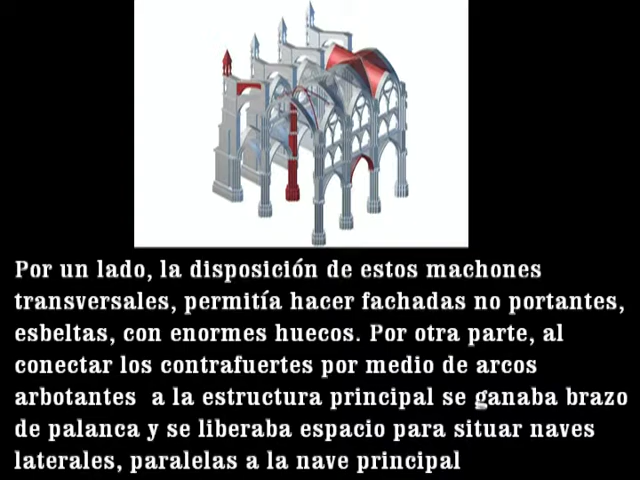 Por un lado, la disposición de estos machones
transversales, permitía hacer fachadas no portantes,
esbeltas, con enormes huecos. Por otra parte, al
conectar los contrafuertes por medio de arcos
arbotantes a la estructura principal se ganaba brazo
de palanca y se liberaba espacio para situar naves
laterales, paralelas a la nave principal